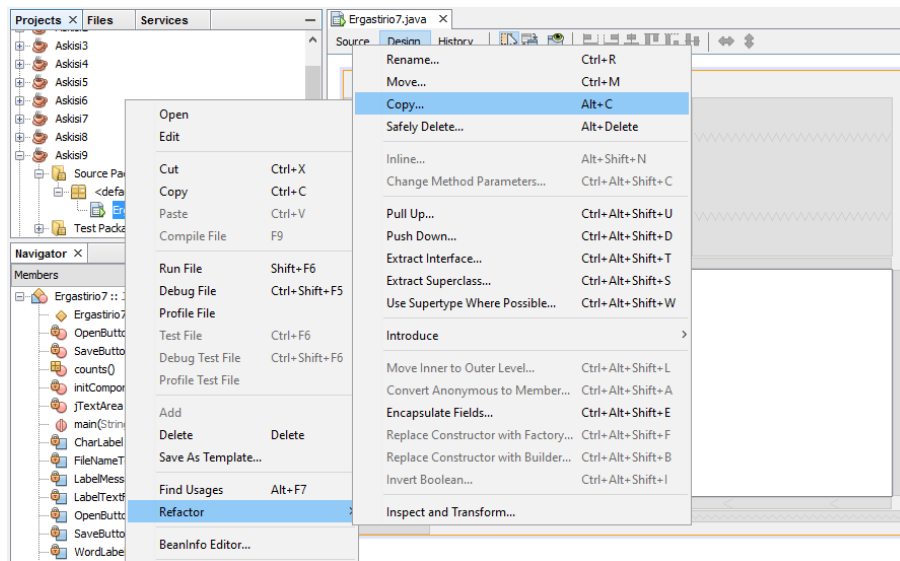 Projects × Files Services
Ergastirio7.java ×
Source Design History
Askisi3
Askisi4
Askisi5
Askisi6
Askisi7
Askisi8
Askisi9
Source Pa
<defa
Test Packa
Navigator ×
Members
Ergastirio7 ::
Ergastirio7
OpenButto
SaveButto
counts()
initCompor
jTextArea
main(String
CharLabel
FileNameT
LabelMess
LabelTextF
OpenButto
SaveButto
WordLabe
Open
Edit
Cut Ctrl+X
Copy Ctrl+C
Paste Ctrl+V
Compile File F9
Run File Shift+F6
Debug File Ctrl+Shift+F5
Profile File
Test File Ctrl+F6
Debug Test File Ctrl+Shift+F6
Profile Test File
Add
Delete Delete
Save As Template...
Find Usages Alt+F7
Refactor
BeanInfo Editor...
Rename... Ctrl+R
Move... Ctrl+M
Copy... Alt+C
Safely Delete... Alt+Delete
Inline... Alt+Shift+N
Change Method Parameters... Ctrl+Alt+Shift+C
Pull Up... Ctrl+Alt+Shift+U
Push Down... Ctrl+Alt+Shift+D
Extract Interface... Ctrl+Alt+Shift+T
Extract Superclass... Ctrl+Alt+Shift+S
Use Supertype Where Possible... Ctrl+Alt+Shift+W
Introduce
Move Inner to Outer Level... Ctrl+Alt+Shift+L
Convert Anonymous to Member... Ctrl+Alt+Shift+A
Encapsulate Fields... Ctrl+Alt+Shift+E
Replace Constructor with Factory... Ctrl+Alt+Shift+F
Replace Constructor with Builder... Ctrl+Alt+Shift+B
Invert Boolean... Ctrl+Alt+Shift+I
Inspect and Transform...